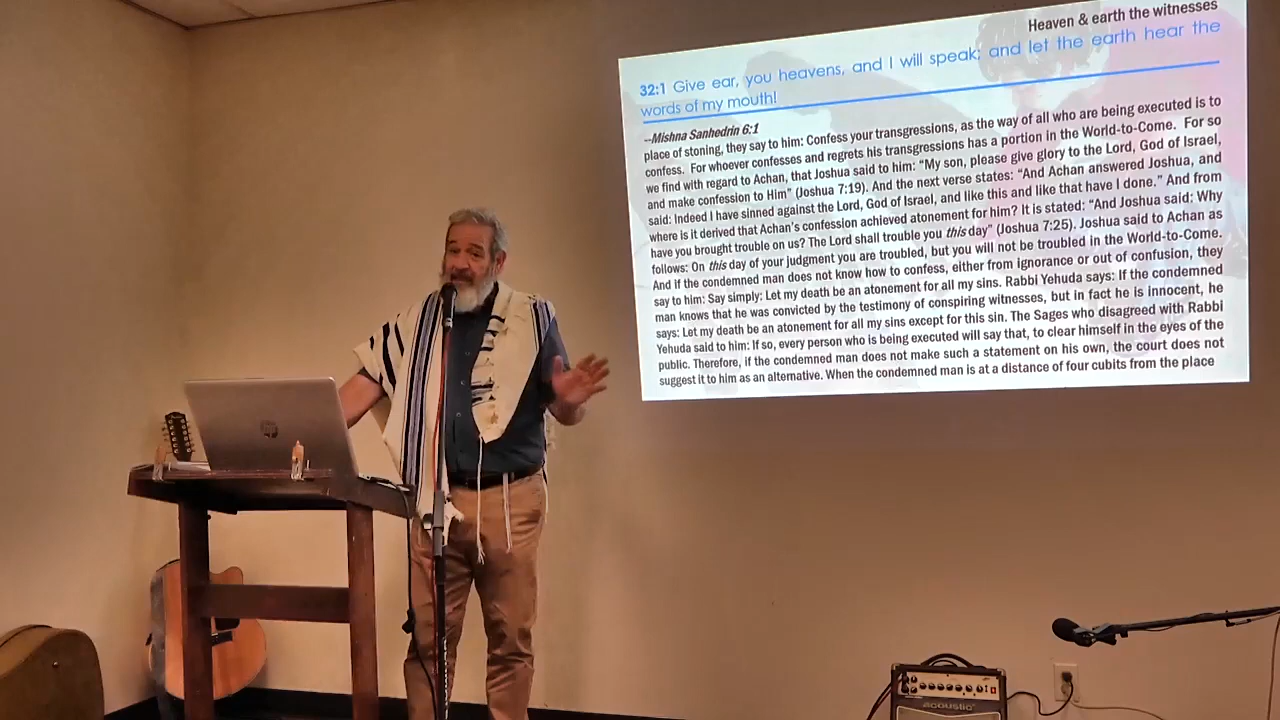 Heaven & earth the witnesses
32:1 Give ear, you heavens, and I will speak; and let the earth hear the
words of my mouth!
--Mishna Sanhedrin 6:1
place of stoning, they say to him: Confess your transgressions, as the way of all who are being executed is to
confess. For whoever confesses and regrets his transgressions has a portion in the World-to-Come. For so
we find with regard to Achan, that Joshua said to him: “My son, please give glory to the Lord, God of Israel,
and make confession to Him” (Joshua 7:19). And the next verse states: “And Achan answered Joshua, and
said: Indeed I have sinned against the Lord, God of Israel, and like this and like that have I done.” And from
where is it derived that Achan’s confession achieved atonement for him? It is stated: “And Joshua said: Why
have you brought trouble on us? The Lord shall trouble you this day” (Joshua 7:25). Joshua said to Achan as
follows: On this day of your judgment you are troubled, but you will not be troubled in the World-to-Come.
And if the condemned man does not know how to confess, either from ignorance or out of confusion, they
say to him: Say simply: Let my death be an atonement for all my sins. Rabbi Yehuda says: If the condemned
man knows that he was convicted by the testimony of conspiring witnesses, but in fact he is innocent, he
says: Let my death be an atonement for all my sins except for this sin. The Sages who disagreed with Rabbi
Yehuda said to him: If so, every person who is being executed will say that, to clear himself in the eyes of the
public. Therefore, if the condemned man does not make such a statement on his own, the court does not
suggest it to him as an alternative. When the condemned man is at a distance of four cubits from the place
hp
acoustic